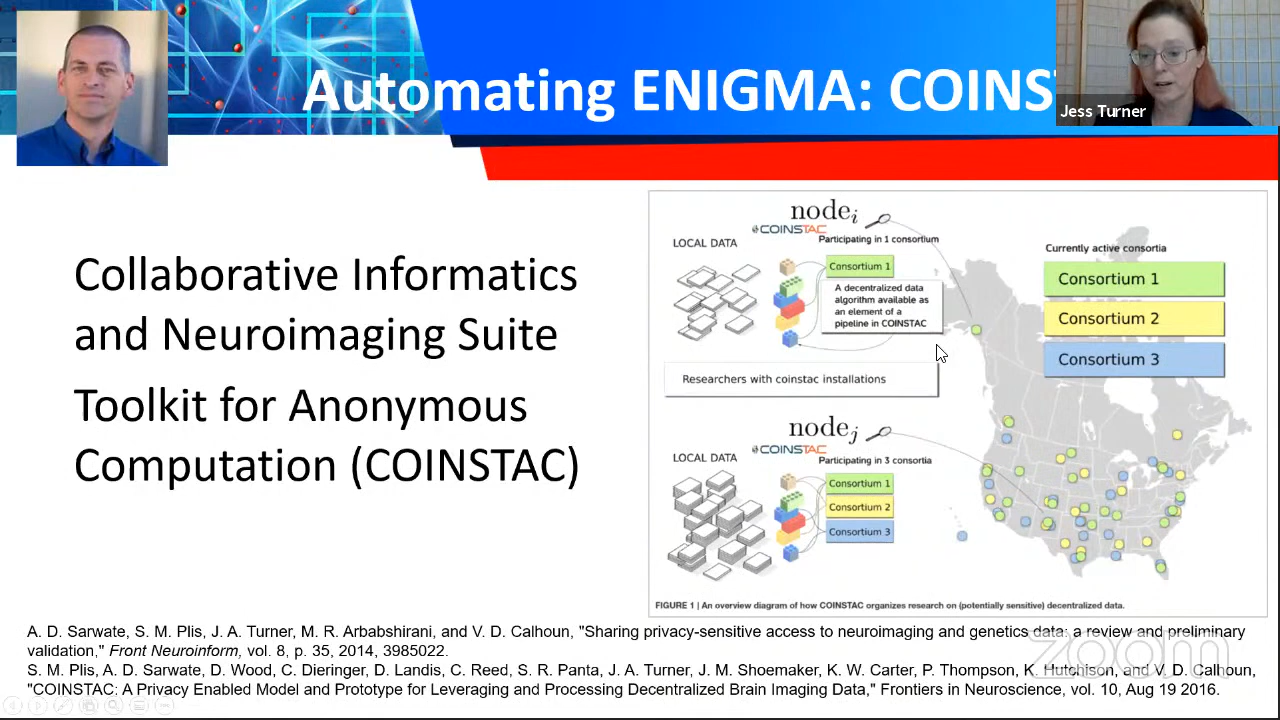 Automating ENIGMA: COINS
Jess Turner
Collaborative Informatics
and Neuroimaging Suite
Toolkit for Anonymous
Computation (COINSTAC)
nodei
COINSTAC
LOCAL DATA
Participating in 1 consortium
Consortium 1
A decentralized data
algorithm available as
an element of a
pipeline in COINSTAC
Researchers with coinstac installations
nodej
COINSTAC
LOCAL DATA
Participating in 3 consortia
Consortium 1
Consortium 2
Consortium 3
Currently active consortia
Consortium 1
Consortium 2
Consortium 3
FIGURE 1 | An overview diagram of how COINSTAC organizes research on (potentially sensitive) decentralized data.
A. D. Sarwate, S. M. Plis, J. A. Turner, M. R. Arbabshirani, and V. D. Calhoun, "Sharing privacy-sensitive access to neuroimaging and genetics data: a review and preliminary
validation," Front Neuroinform, vol. 8, p. 35, 2014, 3985022.
S. M. Plis, A. D. Sarwate, D. Wood, C. Dieringer, D. Landis, C. Reed, S. R. Panta, J. A. Turner, J. M. Shoemaker, K. W. Carter, P. Thompson, K. Hutchison, and V. D. Calhoun,
"COINSTAC: A Privacy Enabled Model and Prototype for Leveraging and Processing Decentralized Brain Imaging Data," Frontiers in Neuroscience, vol. 10, Aug 19 2016.
zoom